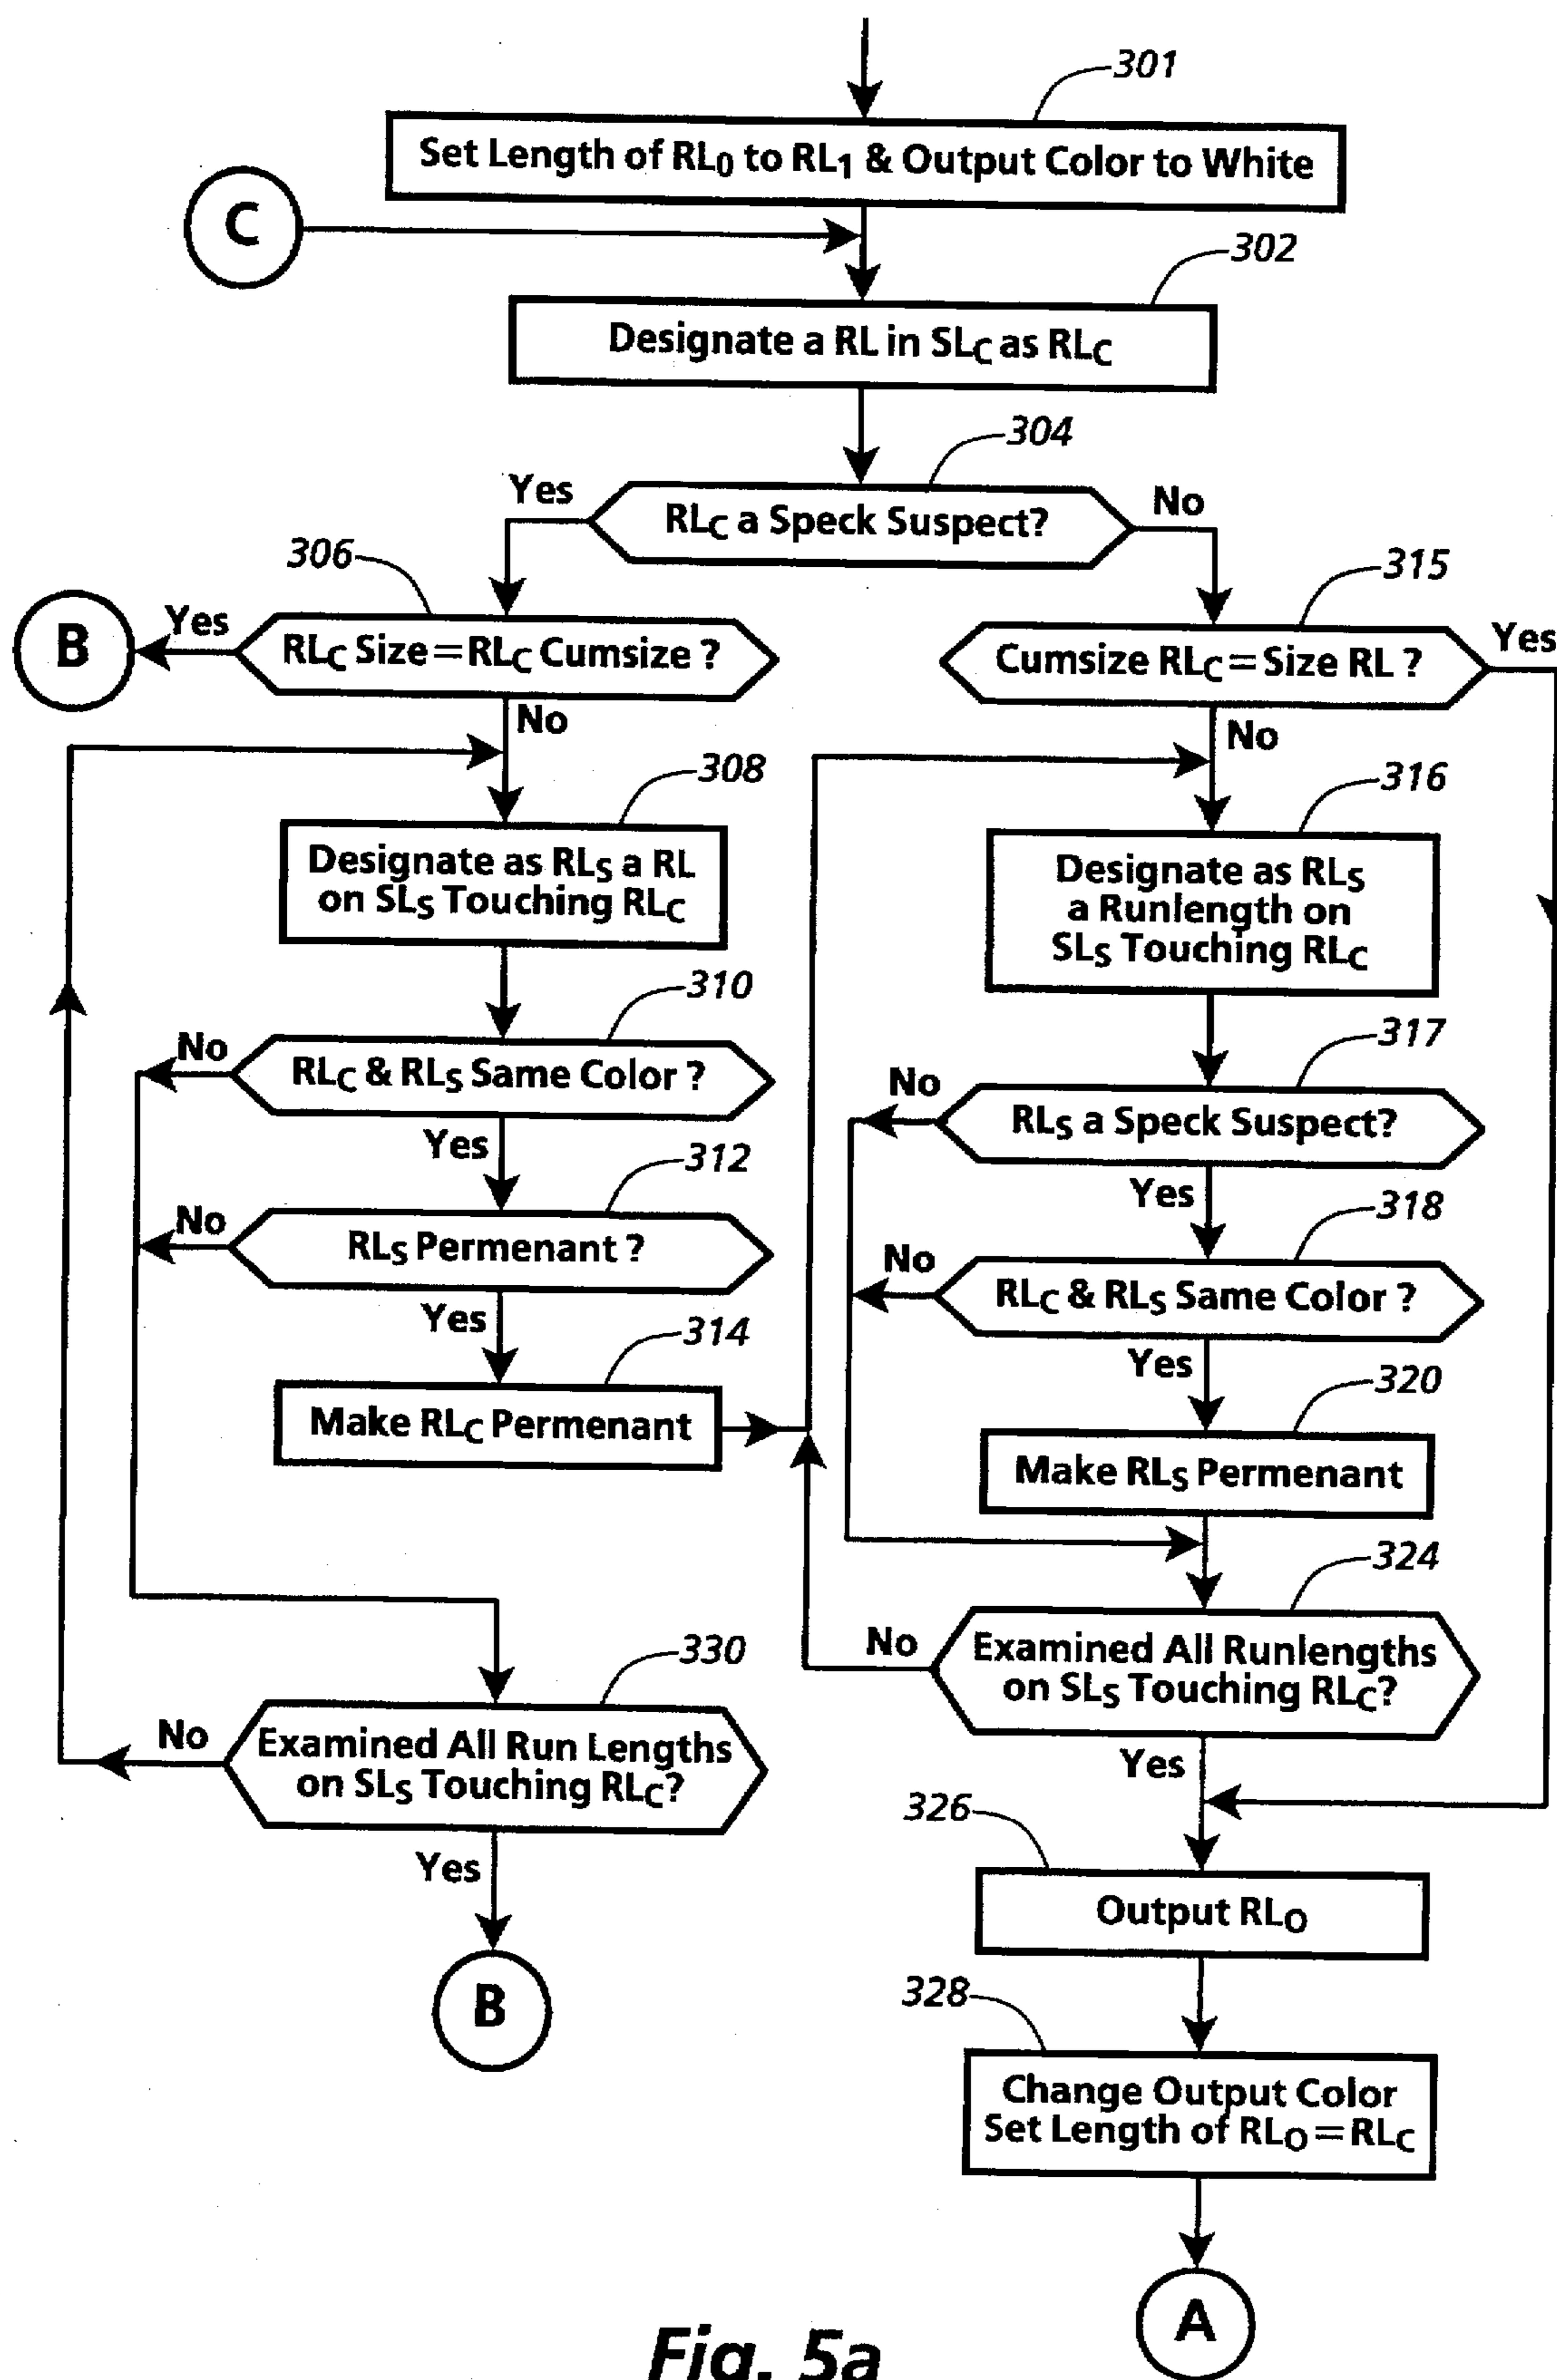 301
Set Length of RL0 to RL1 & Output Color to White
C
302
Designate a RL in SLC as RLC
304
Yes
RLC a Speck Suspect?
No
306
315
B
Yes
RLC Size = RLC Cumsize ?
Cumsize RLC = Size RL ?
Yes
No
No
308
Designate as RLS a RL
on SLS Touching RLC
316
Designate as RLS
a Runlength on
SLS Touching RLC
310
No
RLC & RLS Same Color ?
Yes
317
No
RLS a Speck Suspect?
Yes
312
No
RLS Permenant ?
Yes
318
No
RLC & RLS Same Color ?
Yes
314
Make RLC Permenant
320
Make RLS Permenant
324
No
Examined All Runlengths
on SLS Touching RLC?
Yes
330
No
Examined All Run Lengths
on SLS Touching RLC?
Yes
B
326
Output RLO
328
Change Output Color
Set Length of RLO = RLC
A
Fig. 5a